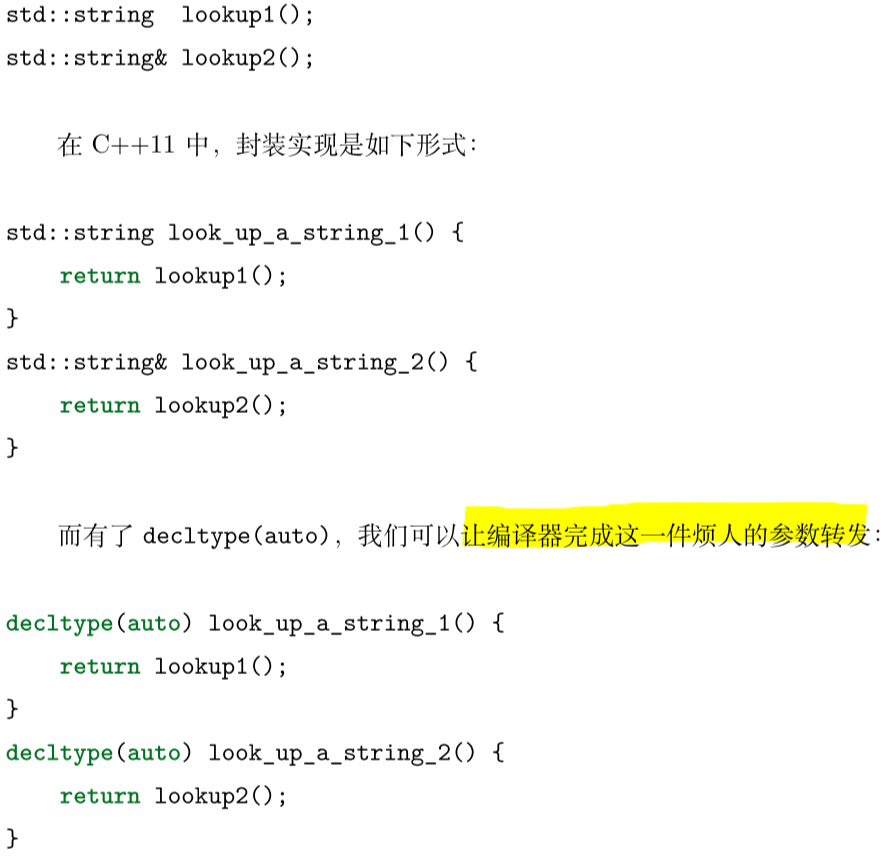 std::string  lookup1();
std::string& lookup2();
在 C++11 中，封装实现是如下形式：
std::string look_up_a_string_1() {
    return lookup1();
}
std::string& look_up_a_string_2() {
    return lookup2();
}
而有了 decltype(auto)，我们可以让编译器完成这一件烦人的参数转发：
decltype(auto) look_up_a_string_1() {
    return lookup1();
}
decltype(auto) look_up_a_string_2() {
    return lookup2();
}